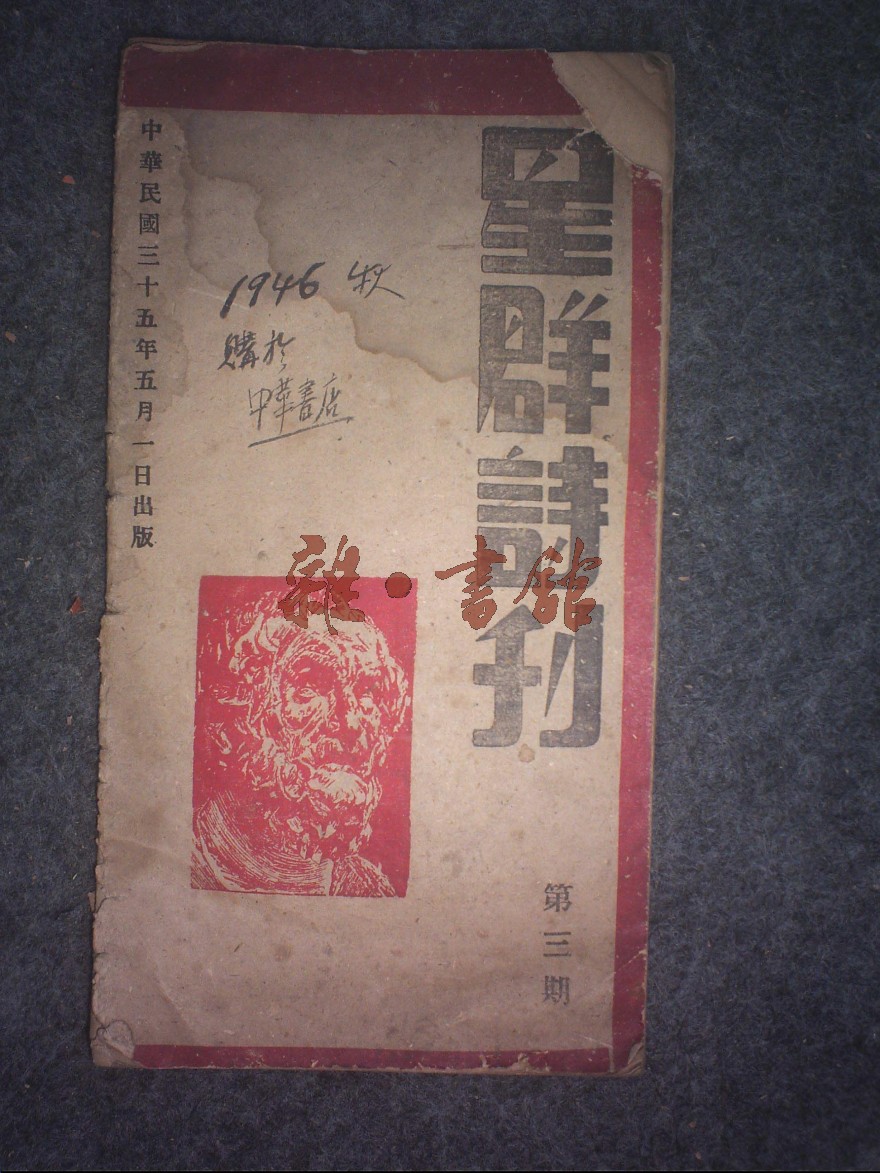 星群詩刊
第三期
1946 秋
購於
中華書店
中華民國三十五年五月一日出版
雜·書館